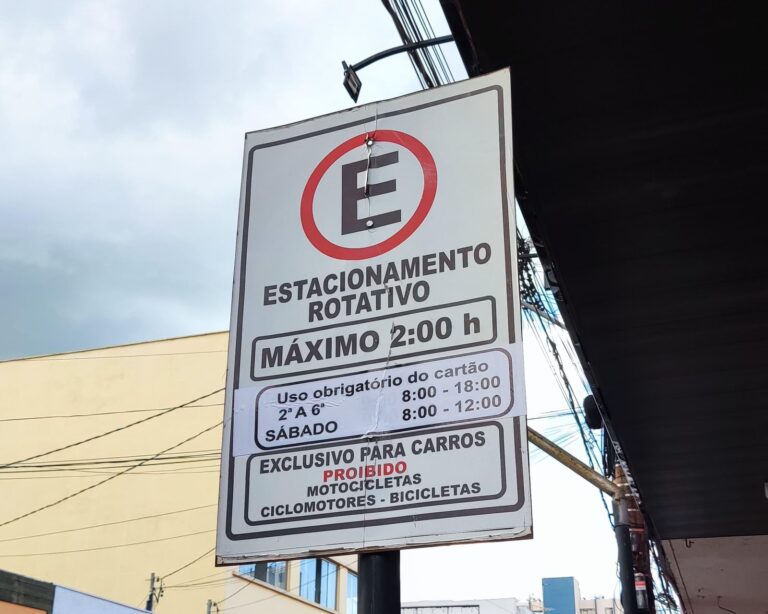 E
ESTACIONAMENTO
ROTATIVO
MÁXIMO 2:00 h
Uso obrigatório do cartão
2ª A 6ª 8:00 - 18:00
SÁBADO 8:00 - 12:00
EXCLUSIVO PARA CARROS
PROIBIDO
MOTOCICLETAS
CICLOMOTORES - BICICLETAS